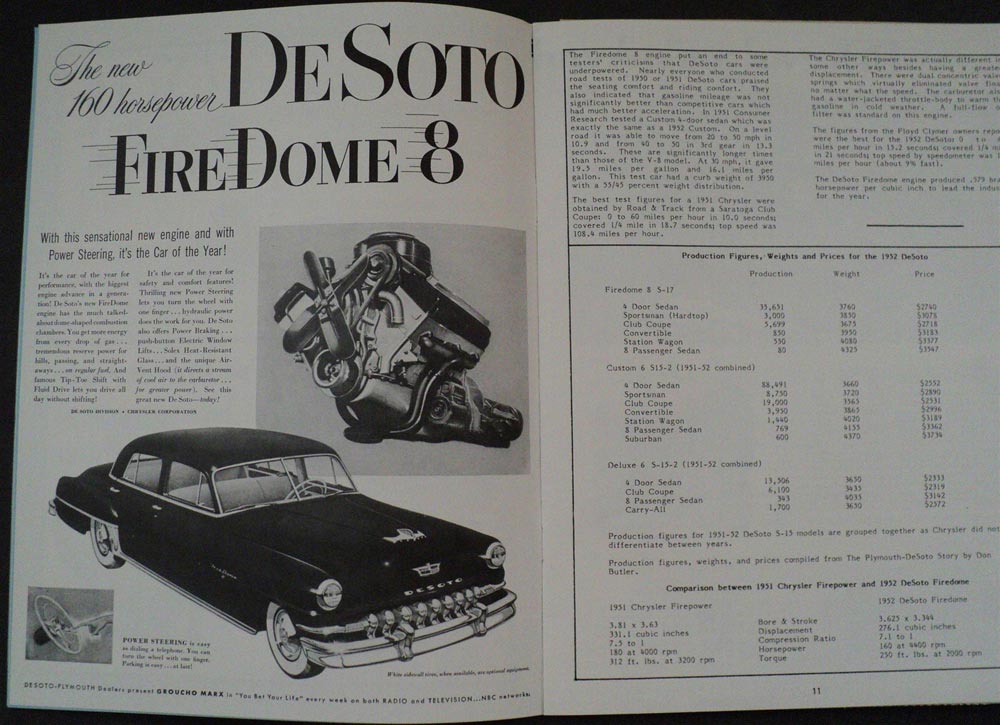 The new
160 horsepower
DESOTO
FIREDOME 8
With this sensational new engine and with
Power Steering, it's the Car of the Year!
It's the car of the year for
performance, with the biggest
engine advance in a genera-
tion! De Soto's new FireDome
engine has the much talked-
about dome-shaped combustion
chambers. You get more energy
from every drop of gas...
tremendous reserve power for
hills, passing, and straight-
aways...on regular fuel. And
famous Tip-Toe Shift with
Fluid Drive lets you drive all
day without shifting!
It's the car of the year for
safety and comfort features!
Thrilling new Power Steering
lets you turn the wheel with
one finger...hydraulic power
does the work for you. De Soto
also offers Power Braking...
push-button Electric Window
Lifts...Solex Heat-Resistant
Glass...and the unique Air-
Vent Hood (it directs a stream
of cool air to the carburetor...
for greater power). See this
great new De Soto—today!
DE SOTO DIVISION • CHRYSLER CORPORATION
DESOTO
POWER STEERING is easy
as dialing a telephone. You can
turn the wheel with one finger.
Parking is easy...at last!
White sidewall tires, when available, are optional equipment.
DESOTO-PLYMOUTH Dealers present GROUCHO MARX in "You Bet Your Life" every week on both RADIO and TELEVISION...NBC networks
The Firedome 8 engine put an end to some
testers' criticisms that DeSoto cars were
underpowered. Nearly everyone who conducted
road tests of 1950 or 1951 DeSoto cars praised
the seating comfort and riding comfort. They
also indicated that gasoline mileage was not
significantly better than competitive cars which
had much better acceleration. In 1951 Consumer
Research tested a Custom 4-door sedan which was
exactly the same as a 1952 Custom. On a level
road it was able to move from 20 to 50 mph in
10.9 and from 40 to 50 in 3rd gear in 13.3
seconds. These are significantly longer times
than those of the V-8 model. At 30 mph, it gave
19.5 miles per gallon and 16.1 miles per
gallon. This test car had a curb weight of 3950
with a 55/45 percent weight distribution.
The best test figures for a 1951 Chrysler were
obtained by Road & Track from a Saratoga Club
Coupe: 0 to 60 miles per hour in 10.0 seconds;
covered 1/4 mile in 18.7 seconds; top speed was
108.4 miles per hour.
The Chrysler Firepower was actually different in
some other ways besides having a greater
displacement. There were dual concentric valve
springs which virtually eliminated valve
no matter what the speed. The carburetor also
had a water-jacketed throttle-body to warm the
gasoline in cold weather. A full-flow
filter was standard on this engine.
The figures from the Floyd Clymer owners
were the best for the 1952 DeSoto: 0 to
miles per hour in 13.2 seconds; covered 1/4
in 21 seconds; top speed by speedometer was
miles per hour (about 9% fast).
The DeSoto Firedome engine produced .579
horsepower per cubic inch to lead the
for the year.
Production Figures, Weights and Prices for the 1952 DeSoto
Production Weight Price
Firedome 8 S-17
4 Door Sedan 35,651 3760 $2740
Sportsman (Hardtop) 3,000 3850 $3078
Club Coupe 5,699 3675 $2718
Convertible 850 3950 $3183
Station Wagon 550 4080 $3377
8 Passenger Sedan 80 4325 $3547
Custom 6 S15-2 (1951-52 combined)
4 Door Sedan 88,491 3660 $2552
Sportsman 8,750 3720 $2890
Club Coupe 19,000 3565 $2531
Convertible 3,950 3865 $2996
Station Wagon 1,440 4020 $3189
8 Passenger Sedan 769 4155 $3362
Suburban 600 4370 $3734
Deluxe 6 S-15-2 (1951-52 combined)
4 Door Sedan 13,506 3630 $2333
Club Coupe 6,100 3435 $2319
8 Passenger Sedan 343 4035 $3142
Carry-All 1,700 3630 $2572
Production figures for 1951-52 DeSoto S-15 models are grouped together as Chrysler did not
differentiate between years.
Production figures, weights, and prices compiled from The Plymouth-DeSoto Story by Don
Butler.
Comparison between 1951 Chrysler Firepower and 1952 DeSoto Firedome
1951 Chrysler Firepower 1952 DeSoto Firedome
3.81 x 3.63 Bore & Stroke 3.625 x 3.344
331.1 cubic inches Displacement 276.1 cubic inches
7.5 to 1 Compression Ratio 7.1 to 1
180 at 4000 rpm Horsepower 160 at 4400 rpm
312 ft. lbs. at 3200 rpm Torque 250 ft. lbs. at 2000 rpm
11